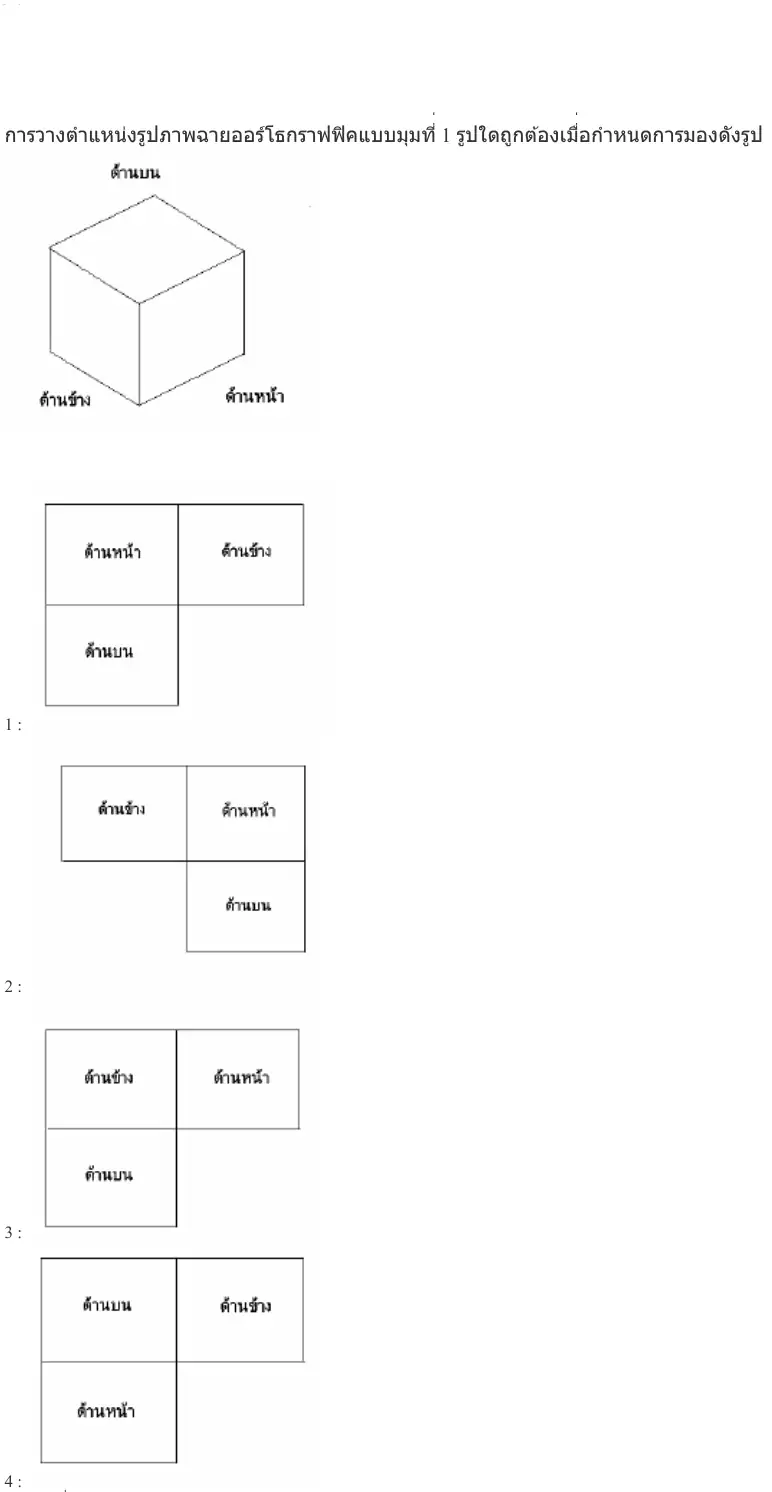 การวางตำแหน่งรูปภาพฉายออร์โธกราฟฟิคแบบมุมที่ 1 รูปใดถูกต้องเมื่อกำหนดการมองดังรูป
ด้านบน
ด้านข้าง ด้านหน้า
ด้านหน้า ด้านข้าง
ด้านบน
1 :
ด้านข้าง ด้านหน้า
ด้านบน
2 :
ด้านข้าง ด้านหน้า
ด้านบน
3 :
ด้านบน ด้านข้าง
ด้านหน้า
4 :